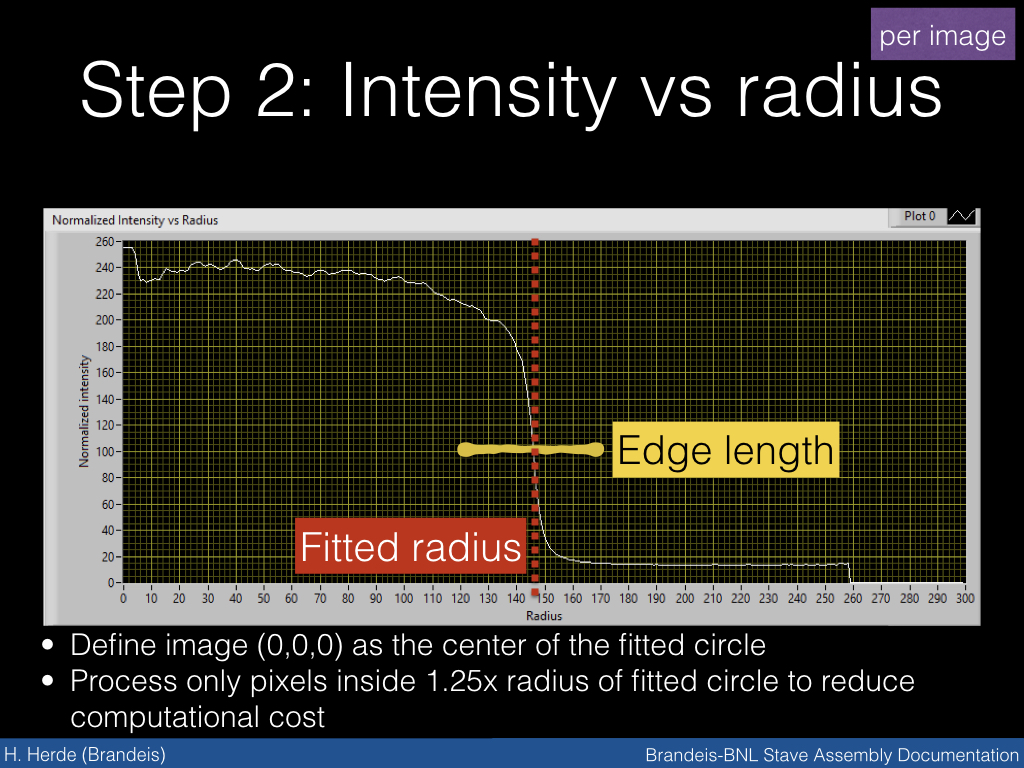 per image
Step 2: Intensity vs radius
Normalized Intensity vs Radius
Plot 0
260
240
220
200
180
160
140
120
100
80
60
40
20
0
Normalized intensity
Edge length
Fitted radius
0 10 20 30 40 50 60 70 80 90 100 110 120 130 140 150 160 170 180 190 200 210 220 230 240 250 260 270 280 290 300
Radius
• Define image (0,0,0) as the center of the fitted circle
• Process only pixels inside 1.25x radius of fitted circle to reduce
computational cost
H. Herde (Brandeis)
Brandeis-BNL Stave Assembly Documentation